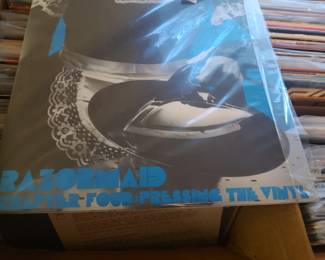 RAZORMAID
CHAPTER FOUR: PRESSING THE VINYL